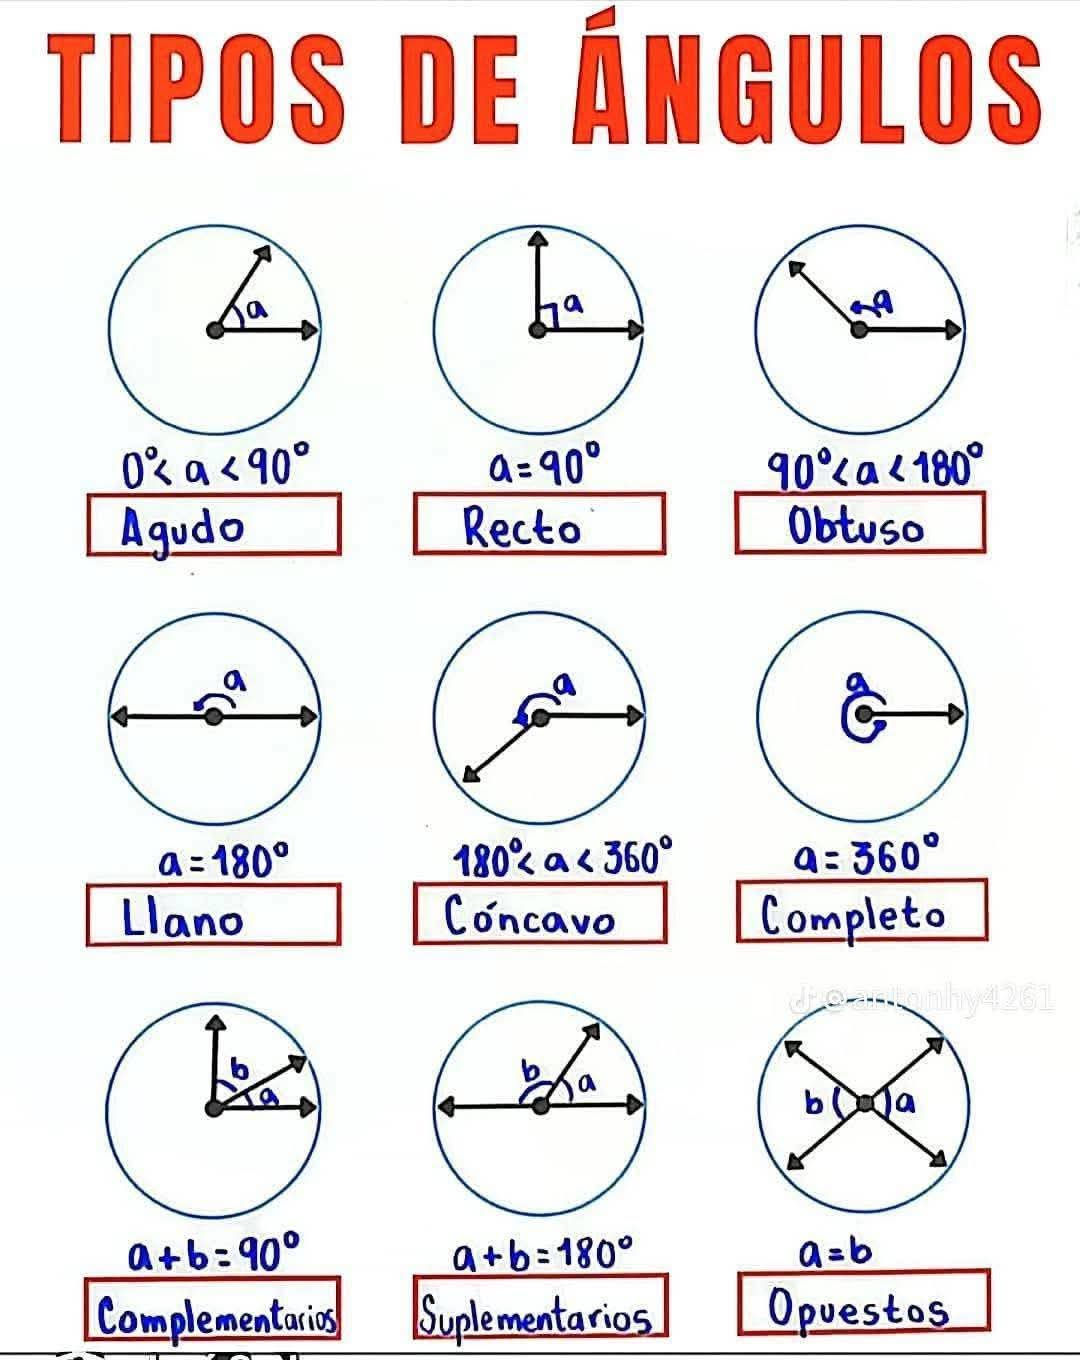 TIPOS DE ÁNGULOS
a
a
a
0°< a < 90°
a = 90°
90° < a < 180°
Agudo
Recto
Obtuso
a
a
a
a = 180°
180°< a < 360°
a = 360°
Llano
Cóncavo
Completo
@antonhy4261
b
a
b
a
b
a
a + b = 90°
a + b = 180°
a = b
Complementarios
Suplementarios
Opuestos